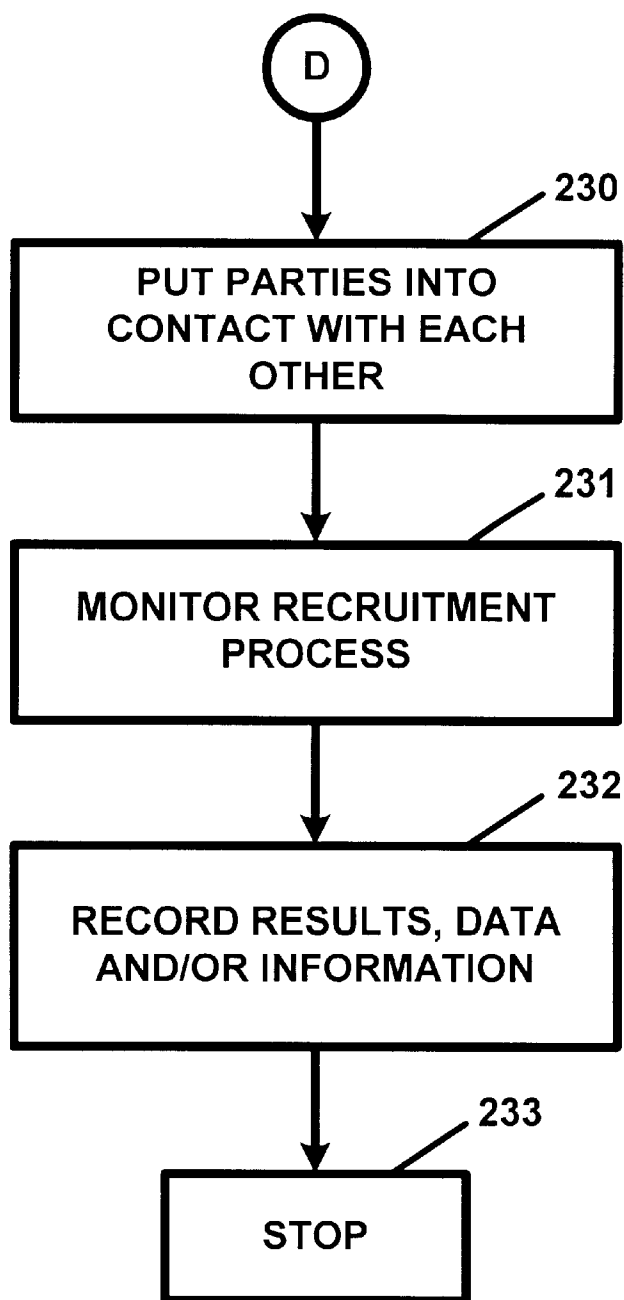 D
230
PUT PARTIES INTO
CONTACT WITH EACH
OTHER
231
MONITOR RECRUITMENT
PROCESS
232
RECORD RESULTS, DATA
AND/OR INFORMATION
233
STOP